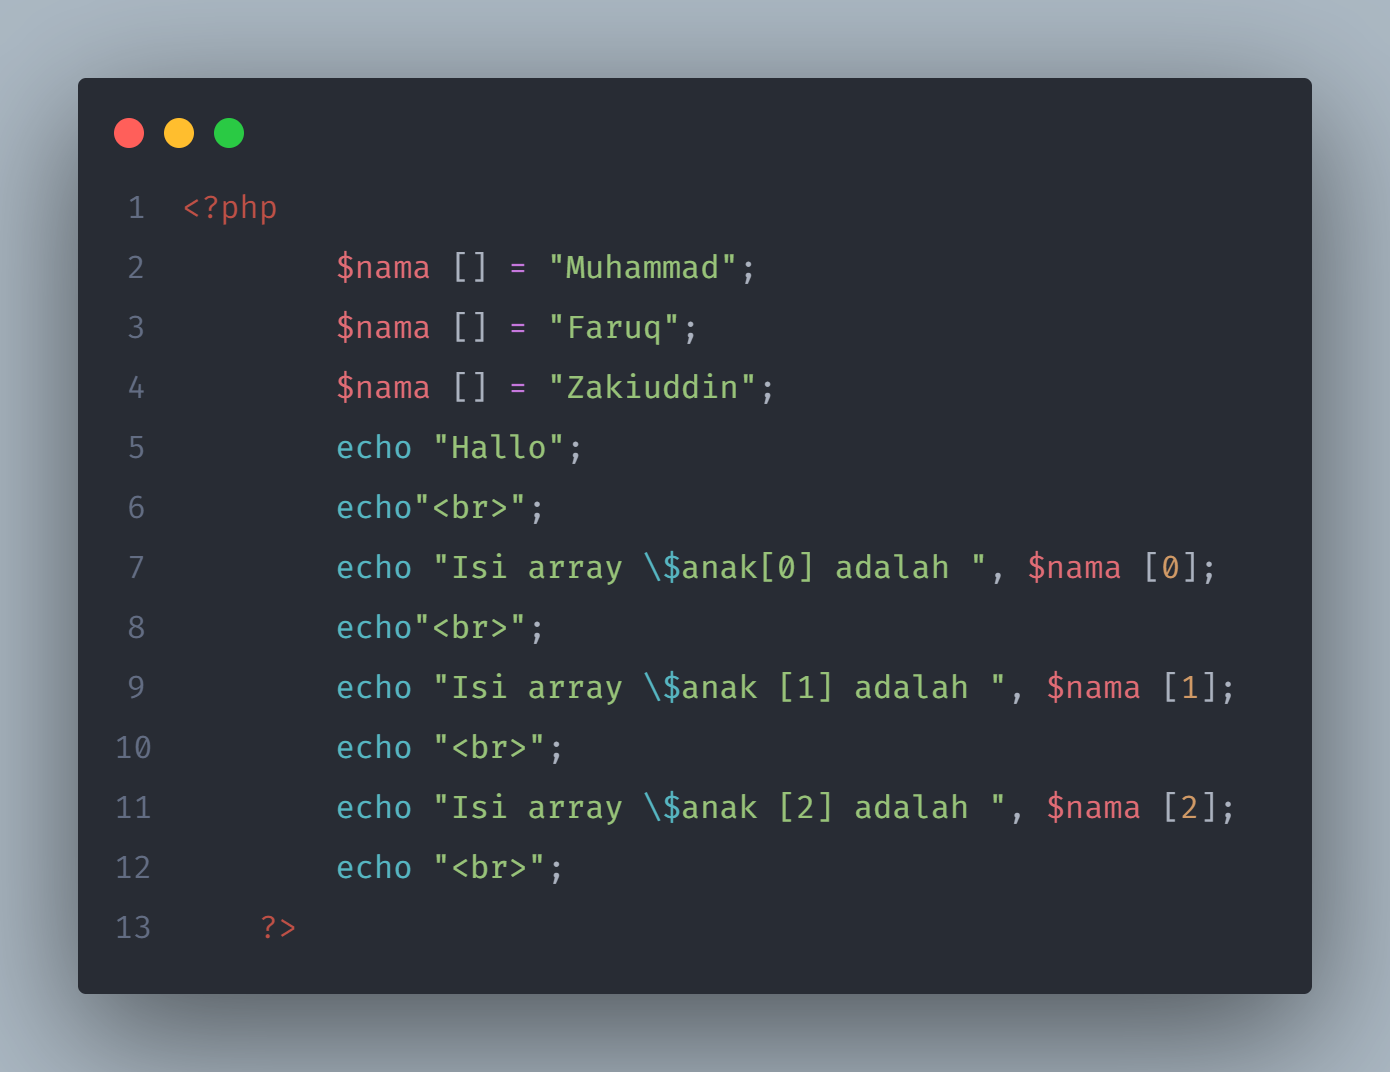 1 <?php
2 $nama [] = "Muhammad";
3 $nama [] = "Faruq";
4 $nama [] = "Zakiuddin";
5 echo "Hallo";
6 echo"<br>";
7 echo "Isi array \$anak[0] adalah ", $nama [0];
8 echo"<br>";
9 echo "Isi array \$anak [1] adalah ", $nama [1];
10 echo "<br>";
11 echo "Isi array \$anak [2] adalah ", $nama [2];
12 echo "<br>";
13 ?>